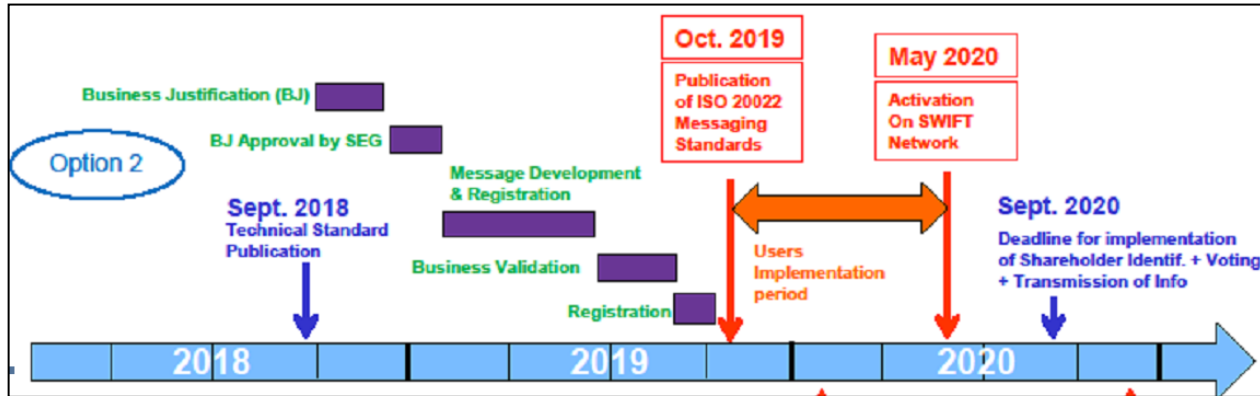 Oct. 2019
Publication
of ISO 20022
Messaging
Standards
May 2020
Activation
On SWIFT
Network
Business Justification (BJ)
BJ Approval by SEG
Option 2
Message Development
& Registration
Sept. 2018
Technical Standard
Publication
Business Validation
Registration
Users
Implementation
period
Sept. 2020
Deadline for implementation
of Shareholder Identif. + Voting
+ Transmission of Info
2018
2019
2020